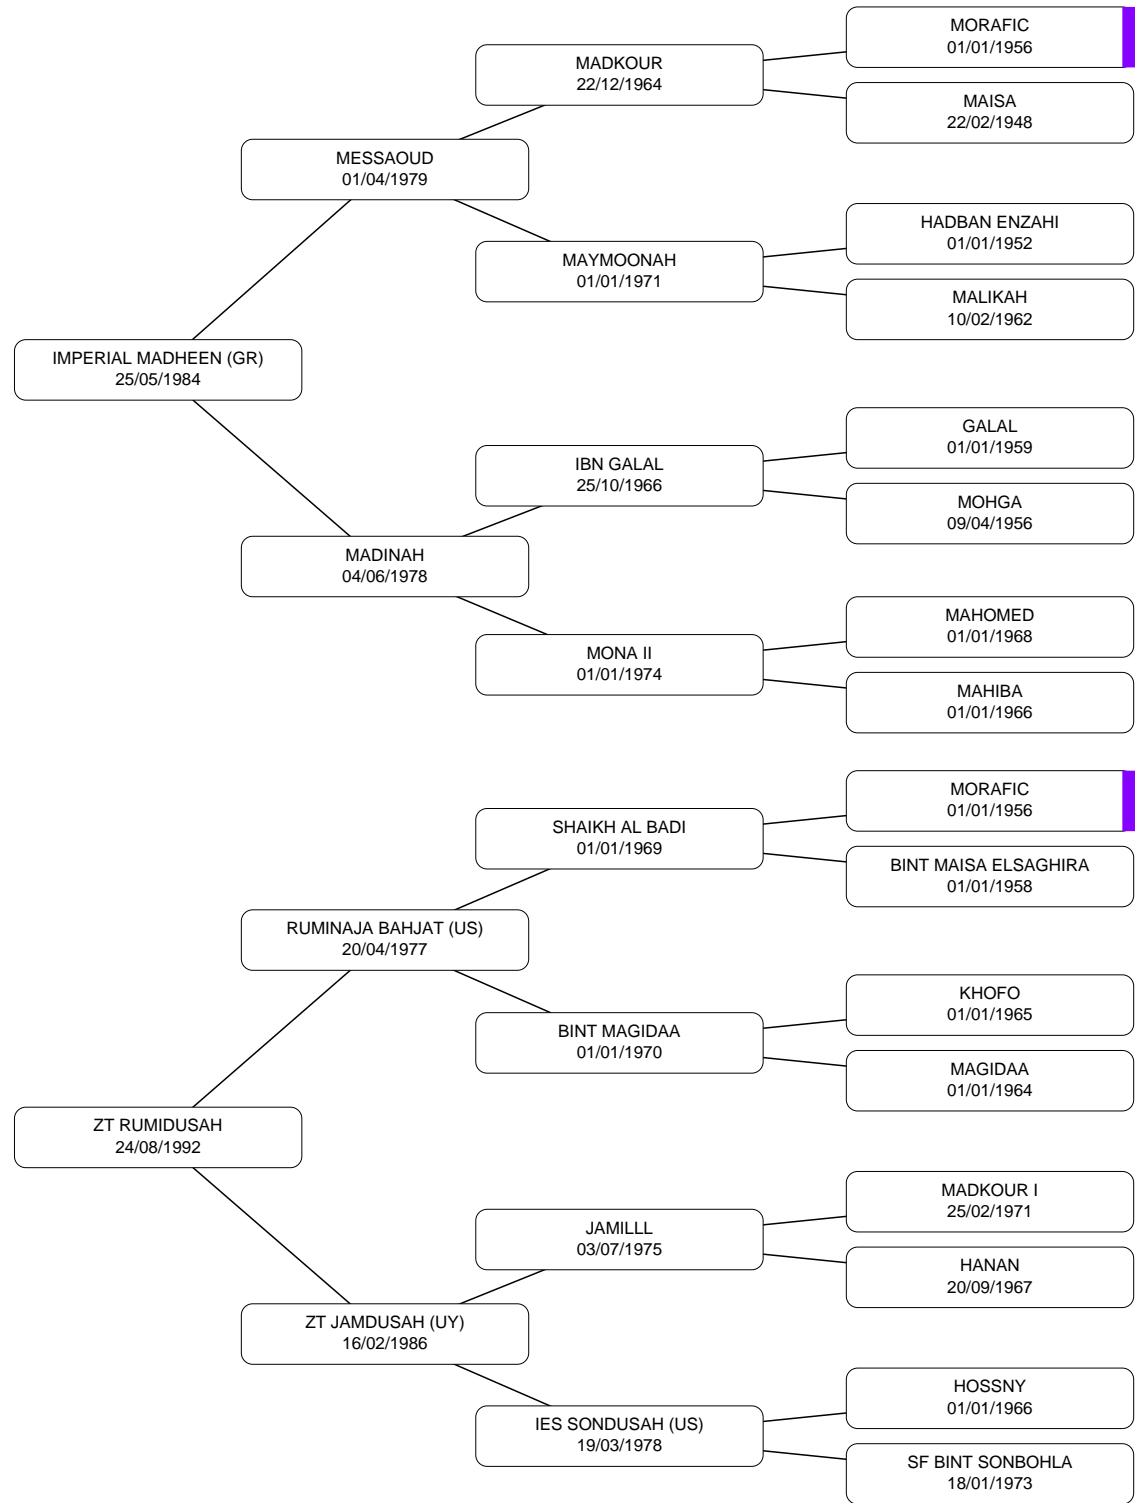 MORAFIC
01/01/1956
MADKOUR
22/12/1964
MAISA
22/02/1948
MESSAOUD
01/04/1979
HADBAN ENZAHI
01/01/1952
MAYMOONAH
01/01/1971
MALIKAH
10/02/1962
IMPERIAL MADHEEN (GR)
25/05/1984
GALAL
01/01/1959
IBN GALAL
25/10/1966
MOHGA
09/04/1956
MADINAH
04/06/1978
MAHOMED
01/01/1968
MONA II
01/01/1974
MAHIBA
01/01/1966
MORAFIC
01/01/1956
SHAIKH AL BADI
01/01/1969
BINT MAISA ELSAGHIRA
01/01/1958
RUMINAJA BAHJAT (US)
20/04/1977
KHOFO
01/01/1965
BINT MAGIDAA
01/01/1970
MAGIDAA
01/01/1964
ZT RUMIDUSAH
24/08/1992
MADKOUR I
25/02/1971
JAMILLL
03/07/1975
HANAN
20/09/1967
ZT JAMDUSAH (UY)
16/02/1986
HOSSNY
01/01/1966
IES SONDUSAH (US)
19/03/1978
SF BINT SONBOHLA
18/01/1973